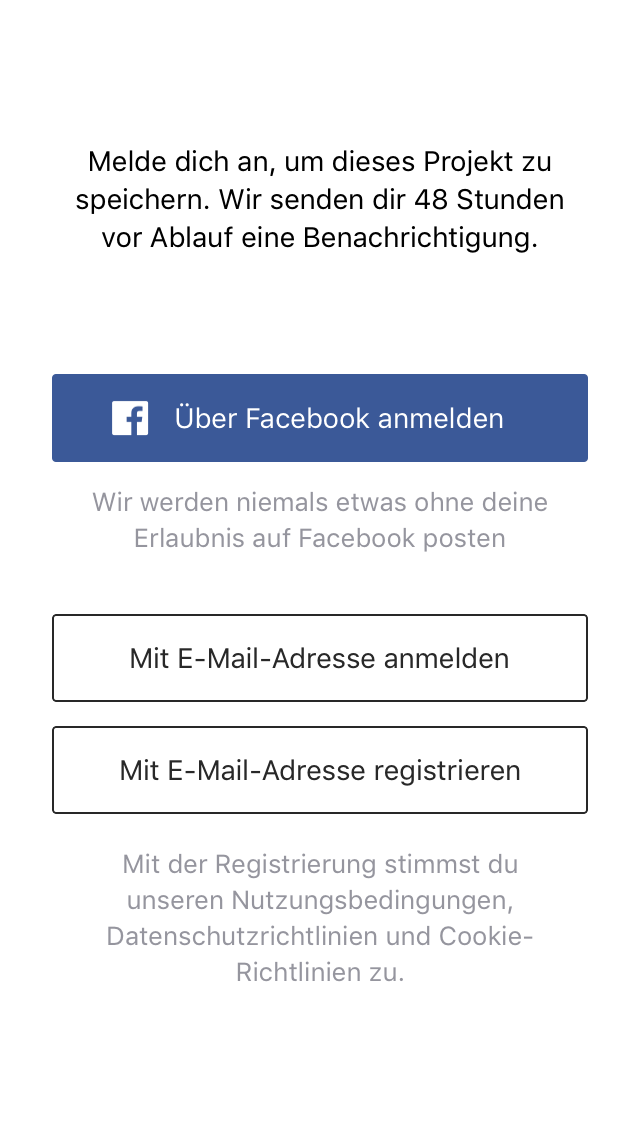 Melde dich an, um dieses Projekt zu
speichern. Wir senden dir 48 Stunden
vor Ablauf eine Benachrichtigung.
Über Facebook anmelden
Wir werden niemals etwas ohne deine
Erlaubnis auf Facebook posten
Mit E-Mail-Adresse anmelden
Mit E-Mail-Adresse registrieren
Mit der Registrierung stimmst du
unseren Nutzungsbedingungen,
Datenschutzrichtlinien und Cookie-
Richtlinien zu.